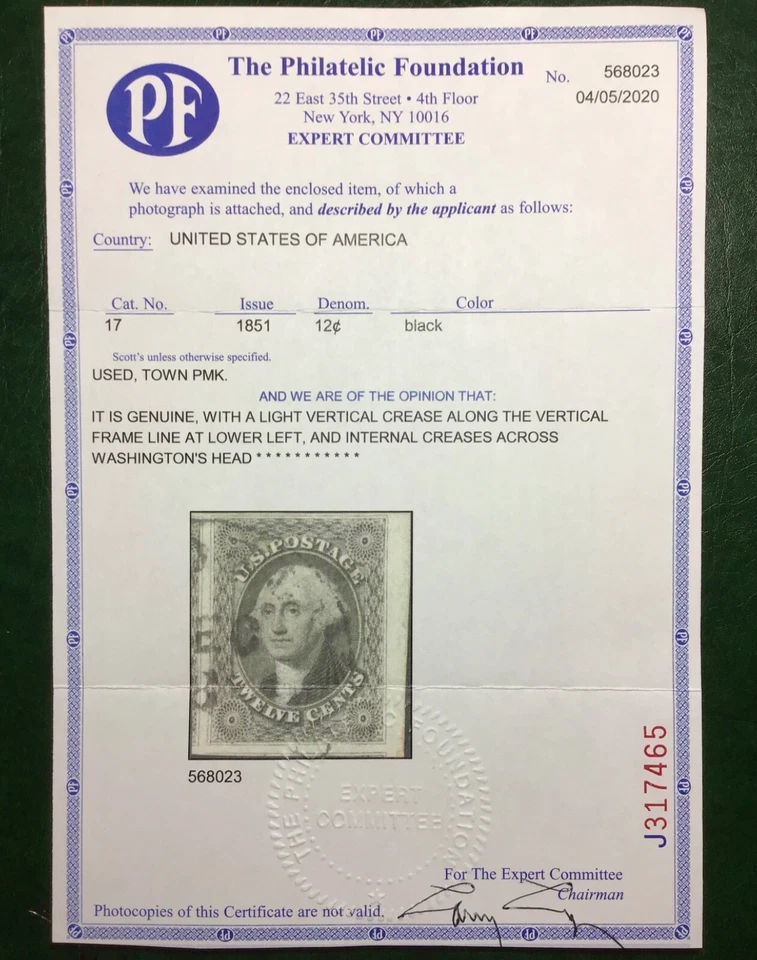 PF
The Philatelic Foundation
No. 568023
22 East 35th Street • 4th Floor
04/05/2020
New York, NY 10016
EXPERT COMMITTEE
We have examined the enclosed item, of which a
photograph is attached, and described by the applicant as follows:
Country: UNITED STATES OF AMERICA
Cat. No. Issue Denom. Color
17 1851 12¢ black
Scott's unless otherwise specified.
USED, TOWN PMK.
AND WE ARE OF THE OPINION THAT:
IT IS GENUINE, WITH A LIGHT VERTICAL CREASE ALONG THE VERTICAL
FRAME LINE AT LOWER LEFT, AND INTERNAL CREASES ACROSS
WASHINGTON'S HEAD * * * * * * * * * * *
U.S. POSTAGE
TWELVE CENTS
568023
THE PHILATELIC FOUNDATION
EXPERT
COMMITTEE
J317465
For The Expert Committee
Chairman
Photocopies of this Certificate are not valid.